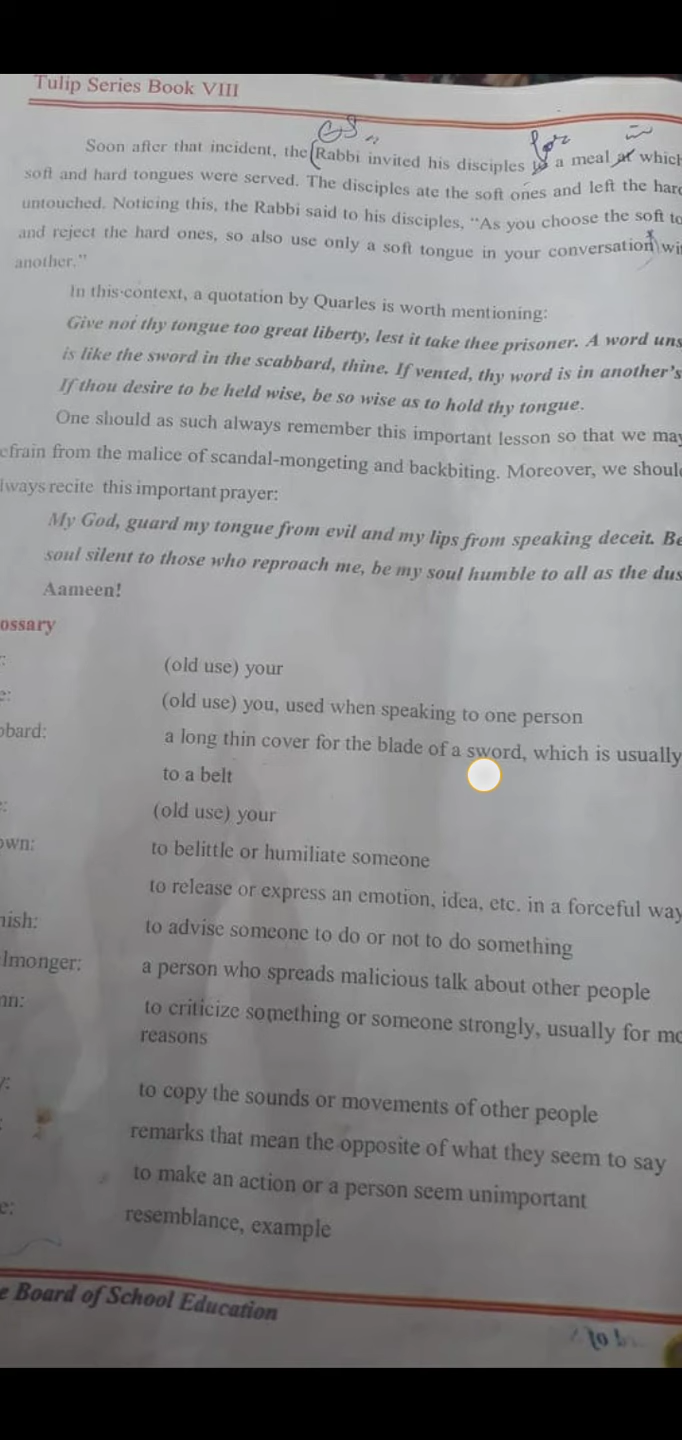 Tulip Series Book VIII
Soon after that incident, the (Rabbi invited his disciples a meal at which
for
soft and hard tongues were served. The disciples ate the soft ones and left the hard
untouched. Noticing this, the Rabbi said to his disciples, "As you choose the soft to
and reject the hard ones, so also use only a soft tongue in your conversation wi
another."
In this context, a quotation by Quarles is worth mentioning:
Give not thy tongue too great liberty, lest it take thee prisoner. A word uns
is like the sword in the scabbard, thine. If vented, thy word is in another's
If thou desire to be held wise, be so wise as to hold thy tongue.
One should as such always remember this important lesson so that we may
efrain from the malice of scandal-mongeting and backbiting. Moreover, we should
lways recite this important prayer:
My God, guard my tongue from evil and my lips from speaking deceit. Be
soul silent to those who reproach me, be my soul humble to all as the dus
Aameen!
ossary
: (old use) your
e: (old use) you, used when speaking to one person
bbard: a long thin cover for the blade of a sword, which is usually
to a belt
: (old use) your
own: to belittle or humiliate someone
to release or express an emotion, idea, etc. in a forceful way
nish: to advise someone to do or not to do something
lmonger: a person who spreads malicious talk about other people
mn: to criticize something or someone strongly, usually for mo
reasons
y: to copy the sounds or movements of other people
: remarks that mean the opposite of what they seem to say
to make an action or a person seem unimportant
e: resemblance, example
e Board of School Education